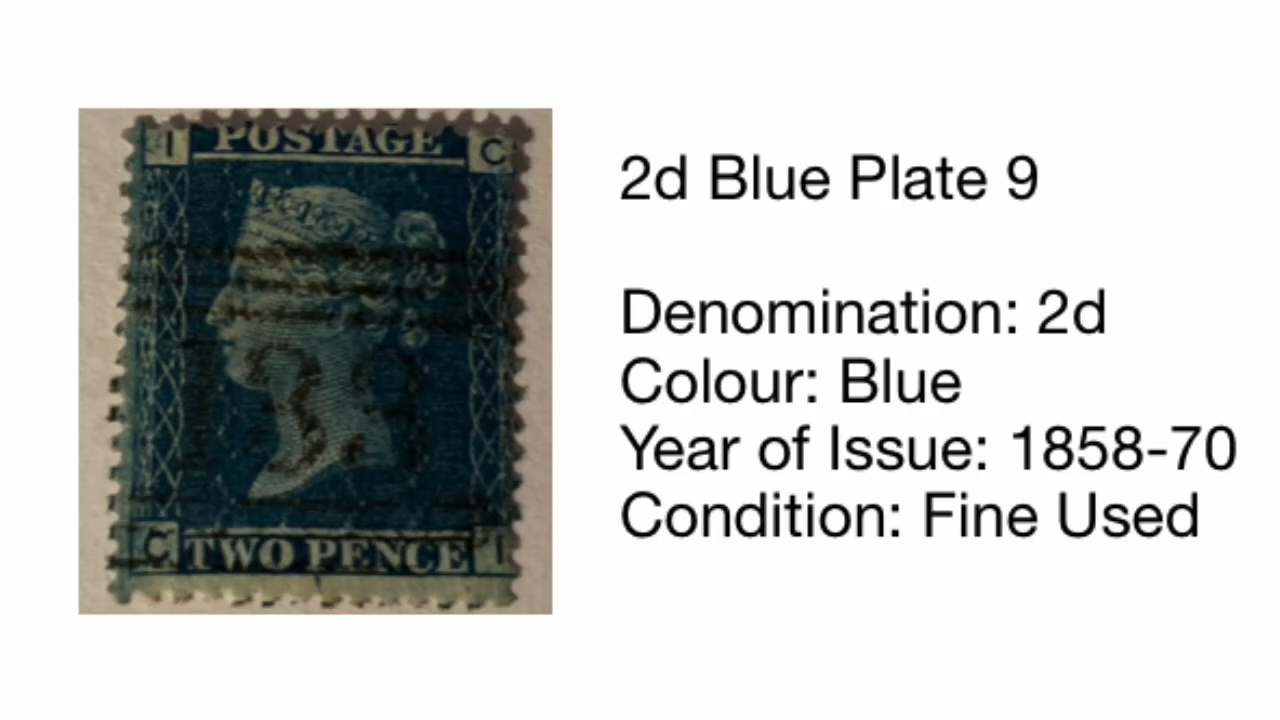 I POSTAGE C
C TWO PENCE I
2d Blue Plate 9
Denomination: 2d
Colour: Blue
Year of Issue: 1858-70
Condition: Fine Used